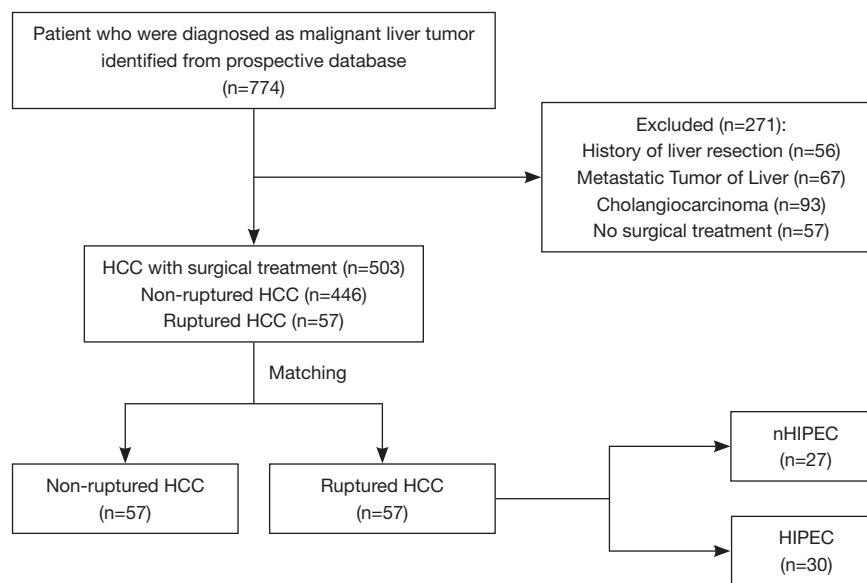 Patient who were diagnosed as malignant liver tumor
identified from prospective database
(n=774)
Excluded (n=271):
History of liver resection (n=56)
Metastatic Tumor of Liver (n=67)
Cholangiocarcinoma (n=93)
No surgical treatment (n=57)
HCC with surgical treatment (n=503)
Non-ruptured HCC (n=446)
Ruptured HCC (n=57)
Matching
Non-ruptured HCC
(n=57)
Ruptured HCC
(n=57)
nHIPEC
(n=27)
HIPEC
(n=30)